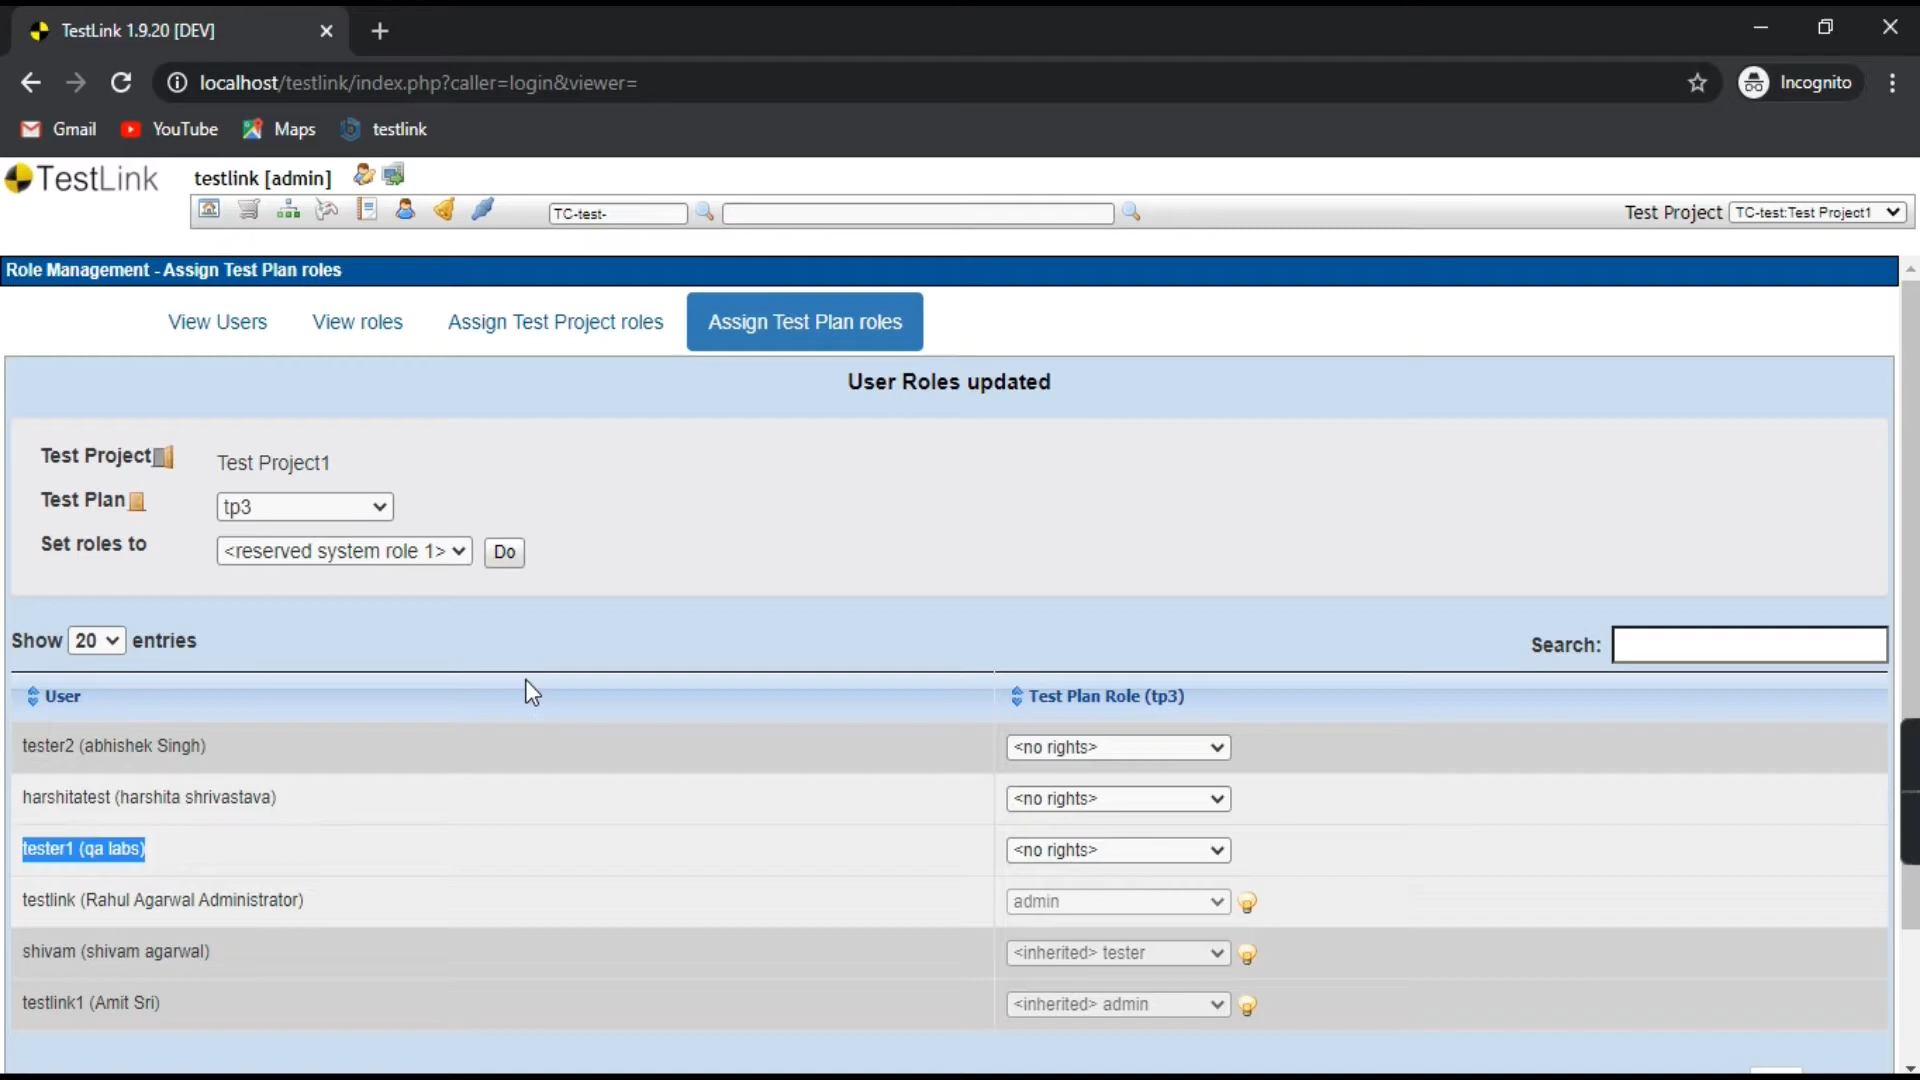 TestLink 1.9.20 [DEV]
localhost/testlink/index.php?caller=login&viewer=
Incognito
Gmail YouTube Maps testlink
TestLink testlink [admin]
TC-test- Test Project TC-test:Test Project1
Role Management - Assign Test Plan roles
View Users View roles Assign Test Project roles Assign Test Plan roles
User Roles updated
Test Project Test Project1
Test Plan tp3
Set roles to <reserved system role 1> Do
Show 20 entries Search:
User Test Plan Role (tp3)
tester2 (abhishek Singh) <no rights>
harshitatest (harshita shrivastava) <no rights>
tester1 (qa labs) <no rights>
testlink (Rahul Agarwal Administrator) admin
shivam (shivam agarwal) <inherited> tester
testlink1 (Amit Sri) <inherited> admin